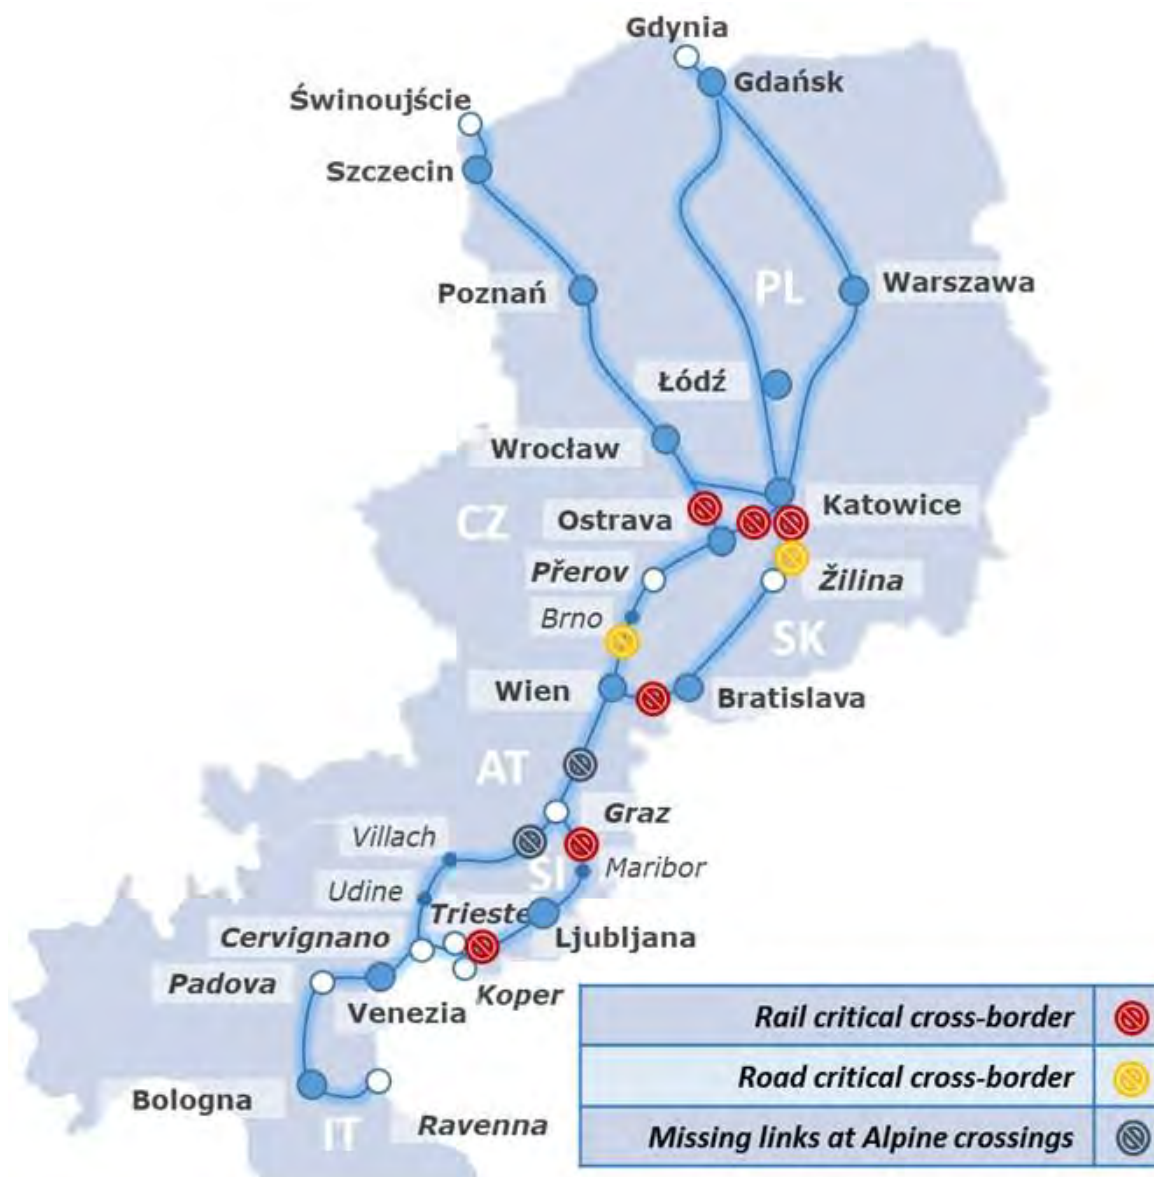 Gdynia
Gdańsk
Świnoujście
Szczecin
Poznań
PL
Warszawa
Łódź
Wrocław
Katowice
CZ
Ostrava
Přerov
Žilina
Brno
SK
Wien
Bratislava
AT
Graz
Villach
SI
Maribor
Udine
Trieste
Cervignano
Ljubljana
Padova
Koper
Venezia
Rail critical cross-border
Road critical cross-border
Bologna
Ravenna
IT
Missing links at Alpine crossings